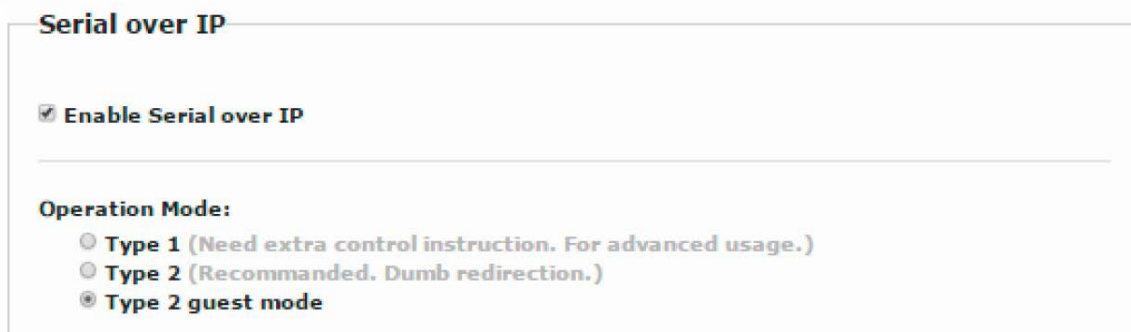 Serial over IP
Enable Serial over IP
Operation Mode:
Type 1 (Need extra control instruction. For advanced usage.)
Type 2 (Recommanded. Dumb redirection.)
Type 2 guest mode